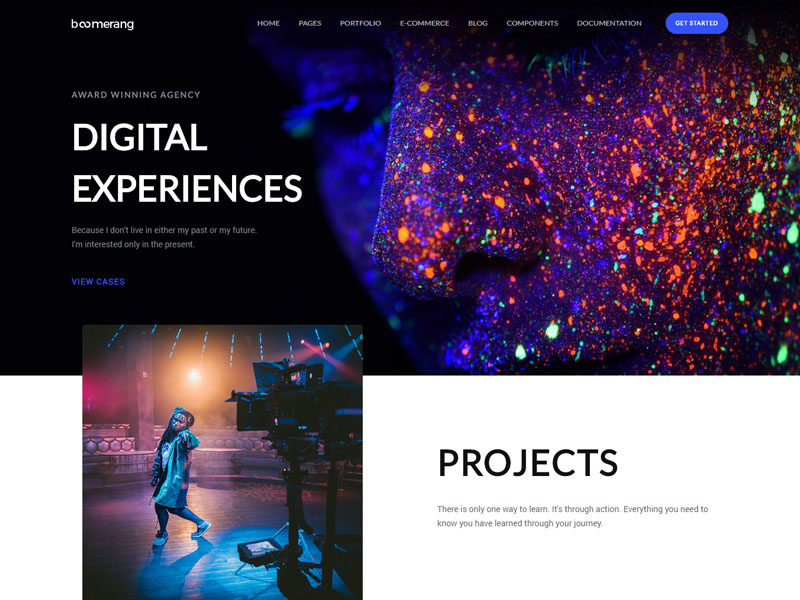 boomerang
HOME PAGES PORTFOLIO E-COMMERCE BLOG COMPONENTS DOCUMENTATION GET STARTED
AWARD WINNING AGENCY
DIGITAL
EXPERIENCES
Because I don't live in either my past or my future.
I'm interested only in the present.
VIEW CASES
PROJECTS
There is only one way to learn. It's through action. Everything you need to
know you have learned through your journey.